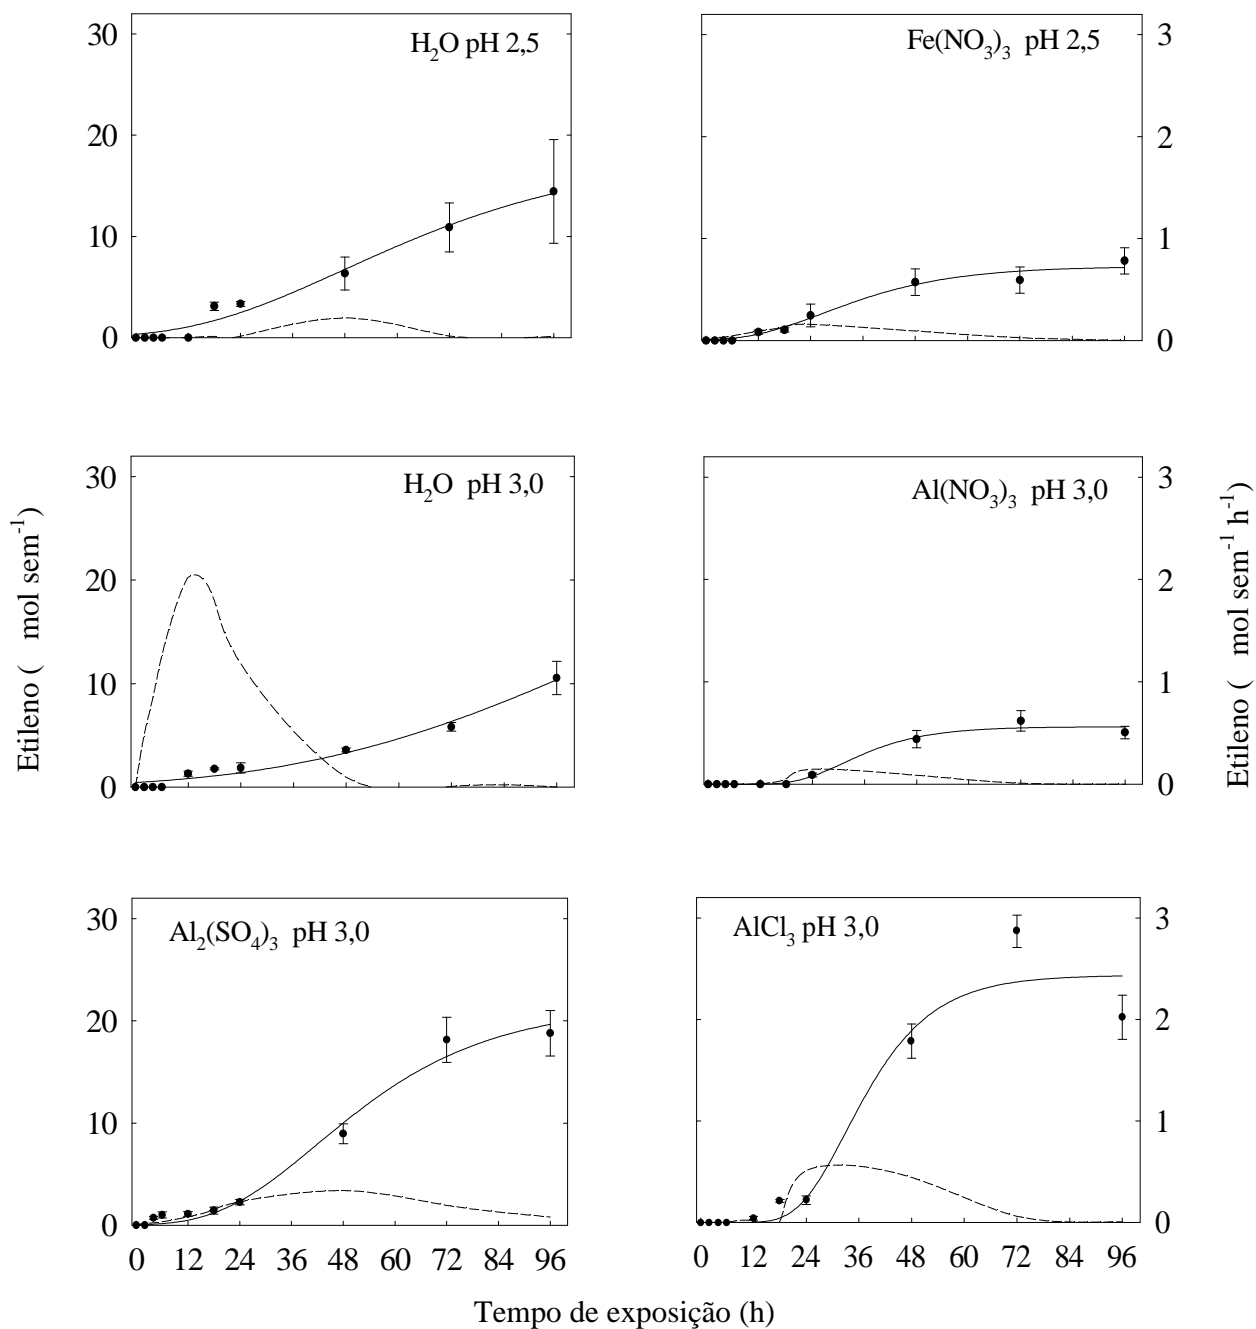 H₂O pH 2,5
Fe(NO₃)₃ pH 2,5
30
20
10
0
3
2
1
0
H₂O pH 3,0
Al(NO₃)₃ pH 3,0
30
20
10
0
3
2
1
0
Etileno ( mol sem⁻¹)
Etileno ( mol sem⁻¹ h⁻¹)
Al₂(SO₄)₃ pH 3,0
AlCl₃ pH 3,0
30
20
10
0
3
2
1
0
0 12 24 36 48 60 72 84 96
0 12 24 36 48 60 72 84 96
Tempo de exposição (h)